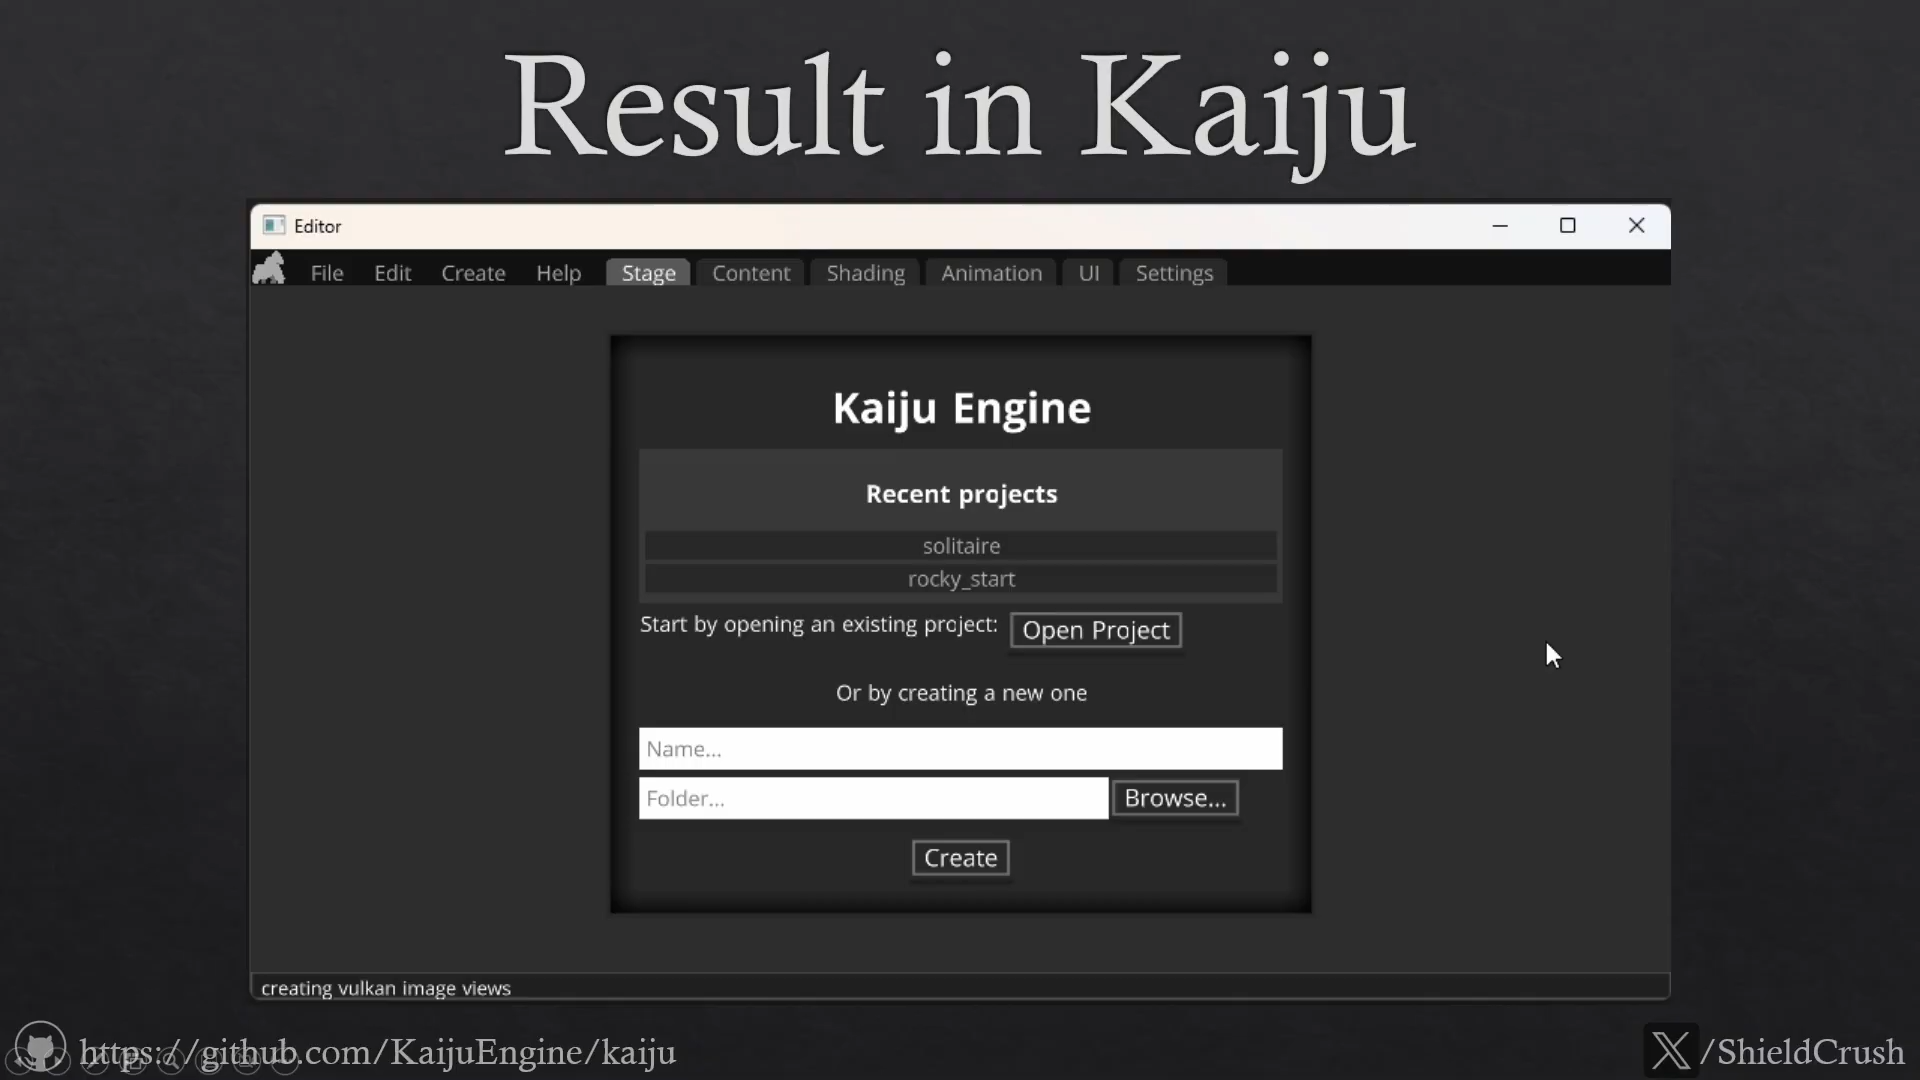 Result in Kaiju
Editor
File Edit Create Help Stage Content Shading Animation UI Settings
Kaiju Engine
Recent projects
solitaire
rocky_start
Start by opening an existing project: Open Project
Or by creating a new one
Name...
Folder... Browse...
Create
creating vulkan image views
https://github.com/KaijuEngine/kaiju
X /ShieldCrush